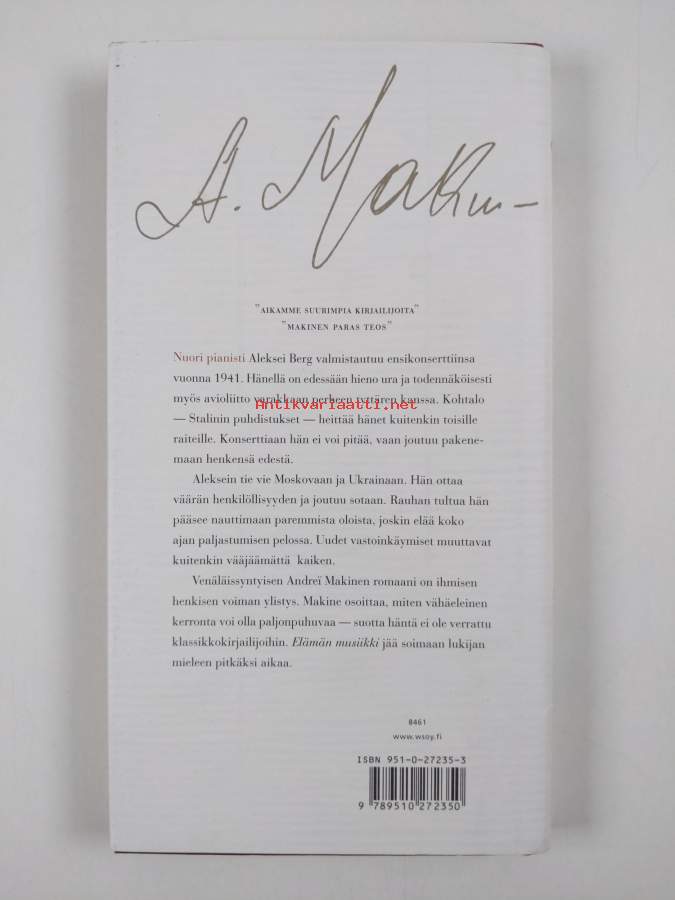 A. Makin–
"AIKAMME SUURIMPIA KIRJAILIJOITA"
"MAKINEN PARAS TEOS"
Nuori pianisti Aleksei Berg valmistautuu ensikonserttiinsa
vuonna 1941. Hänellä on edessään hieno ura ja todennäköisesti
myös avioliitto varakkaan perheen tyttären kanssa. Kohtalo
Antikvariaatti.net
— Stalinin puhdistukset — heittää hänet kuitenkin toisille
raiteille. Konserttiaan hän ei voi pitää, vaan joutuu pakene-
maan henkensä edestä.
Aleksein tie vie Moskovaan ja Ukrainaan. Hän ottaa
väärän henkilöllisyyden ja joutuu sotaan. Rauhan tultua hän
pääsee nauttimaan paremmista oloista, joskin elää koko
ajan paljastumisen pelossa. Uudet vastoinkäymiset muuttavat
kuitenkin vääjäämättä kaiken.
Venäläissyntyisen Andreï Makinen romaani on ihmisen
henkisen voiman ylistys. Makine osoittaa, miten vähäeleinen
kerronta voi olla paljonpuhuvaa — suotta häntä ei ole verrattu
klassikkokirjailijoihin. Elämän musiikki jää soimaan lukijan
mieleen pitkäksi aikaa.
8461
www.wsoy.fi
ISBN 951-0-27235-3
9 789510 272350